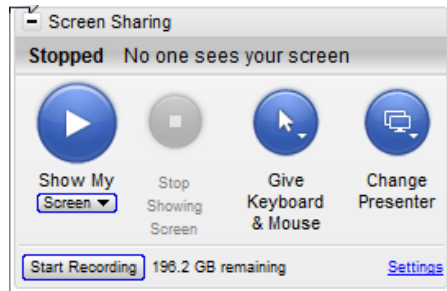 Screen Sharing
Stopped No one sees your screen
Show My
Screen
Stop
Showing
Screen
Give
Keyboard
& Mouse
Change
Presenter
Start Recording 196.2 GB remaining Settings